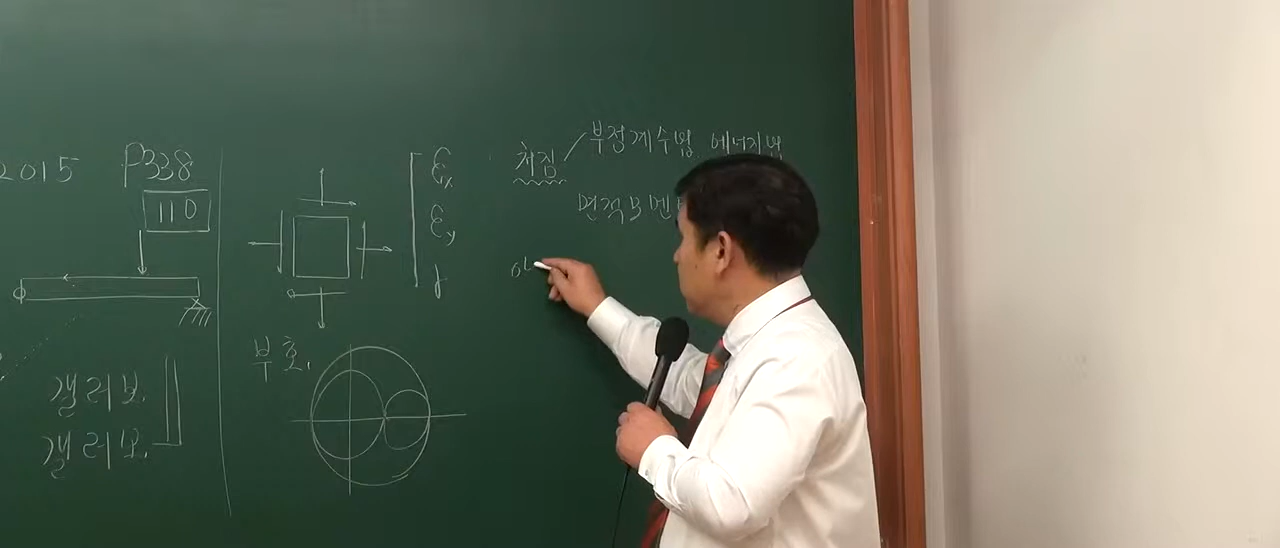 2015 P338
110
갤러보.
갤러보.
εx
εy
γ
부호.
처짐
부정계수법, 에너지법
면적모멘